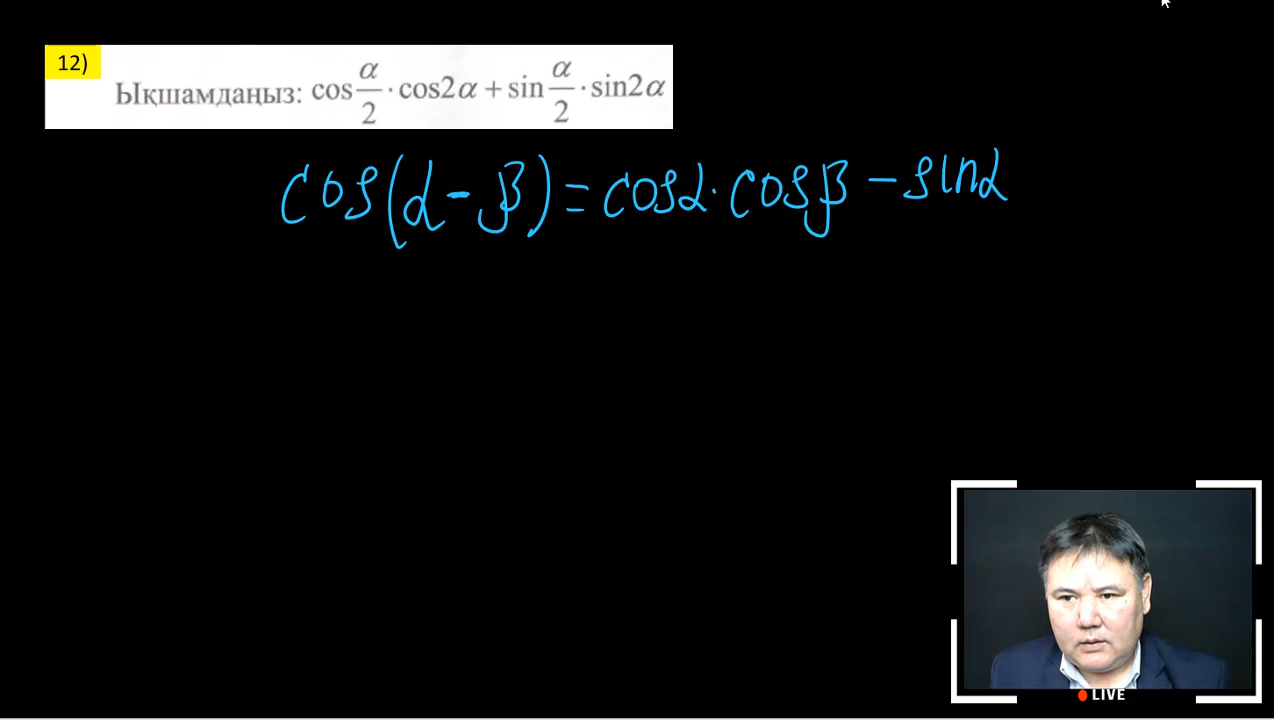 12)
Ықшамдаңыз: cos α/2 · cos2α + sin α/2 · sin2α
cos(α-β)=cosα·cosβ-sinα
LIVE